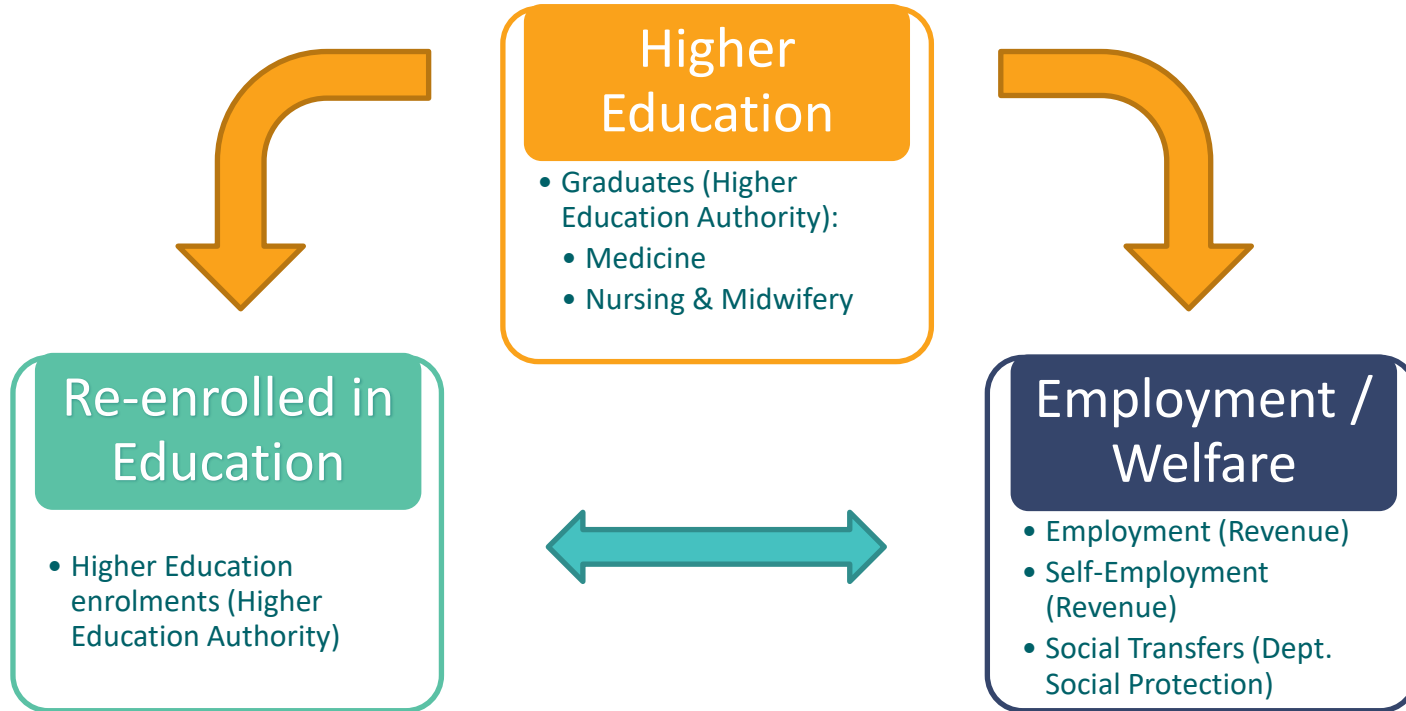 Higher
Education
• Graduates (Higher
Education Authority):
• Medicine
• Nursing & Midwifery
Re-enrolled in
Education
• Higher Education
enrolments (Higher
Education Authority)
Employment /
Welfare
• Employment (Revenue)
• Self-Employment
(Revenue)
• Social Transfers (Dept.
Social Protection)